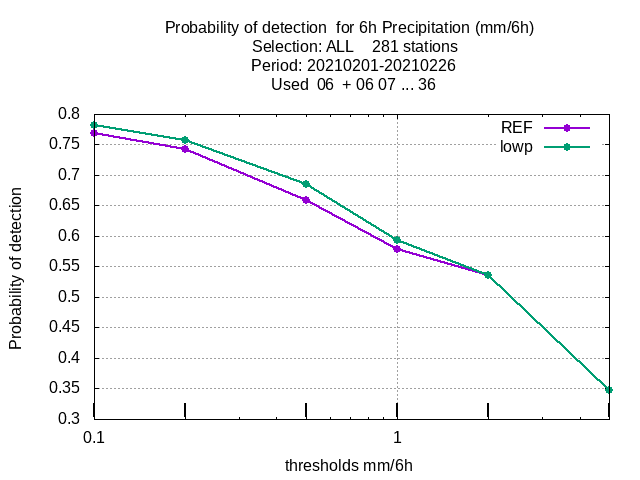 Probability of detection  for 6h Precipitation (mm/6h)
Selection: ALL    281 stations
Period: 20210201-20210226
Used  06  + 06 07 ... 36
REF
lowp
0.8
0.75
0.7
0.65
0.6
0.55
0.5
0.45
0.4
0.35
0.3
Probability of detection
0.1
1
thresholds mm/6h